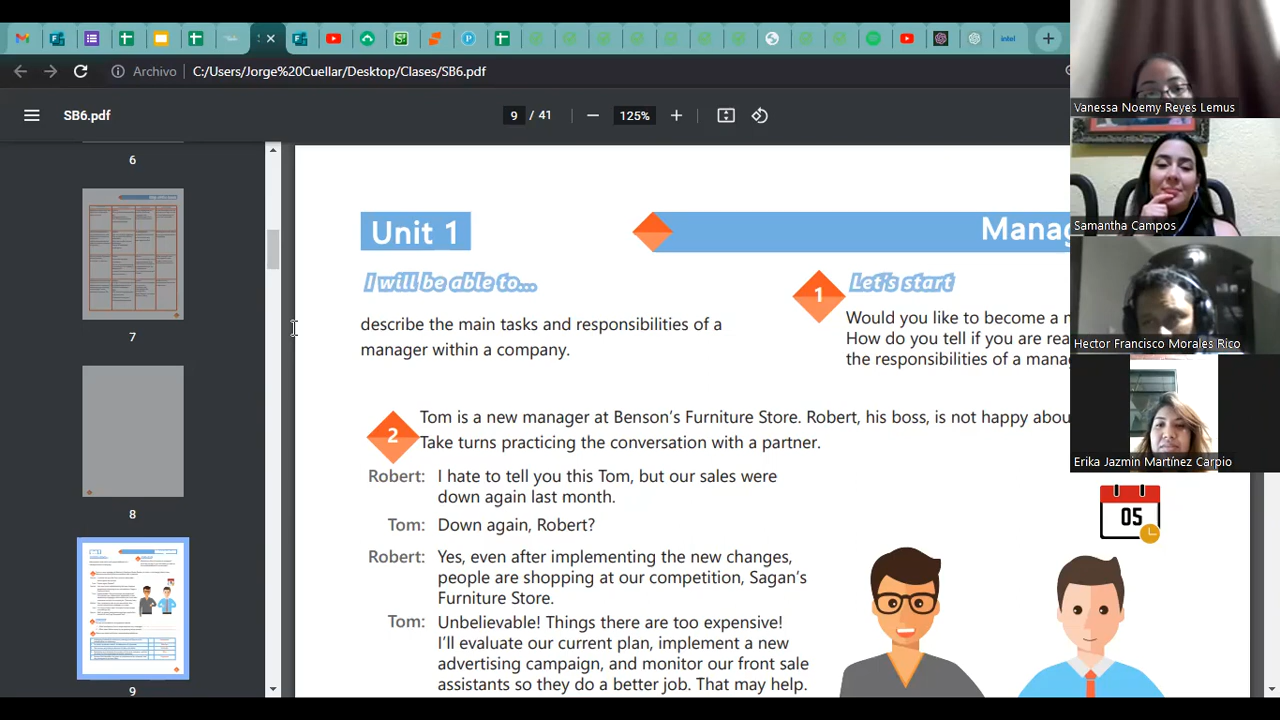 intel
Archivo
C:/Users/Jorge%20Cuellar/Desktop/Clases/SB6.pdf
SB6.pdf
9 / 41
125%
6
7
8
9
Unit 1
Manag
I will be able to...
describe the main tasks and responsibilities of a
manager within a company.
1
Let's start
Would you like to become a m
How do you tell if you are rea
the responsibilities of a mana
2
Tom is a new manager at Benson's Furniture Store. Robert, his boss, is not happy abou
Take turns practicing the conversation with a partner.
Robert: I hate to tell you this Tom, but our sales were
down again last month.
Tom: Down again, Robert?
Robert: Yes, even after implementing the new changes,
people are shopping at our competition, Sagan's
Furniture Store.
Tom: Unbelievable! Things there are too expensive!
I'll evaluate our current plan, implement a new
advertising campaign, and monitor our front sale
assistants so they do a better job. That may help.
05
Vanessa Noemy Reyes Lemus
Samantha Campos
Hector Francisco Morales Rico
Erika Jazmin Martínez Carpio